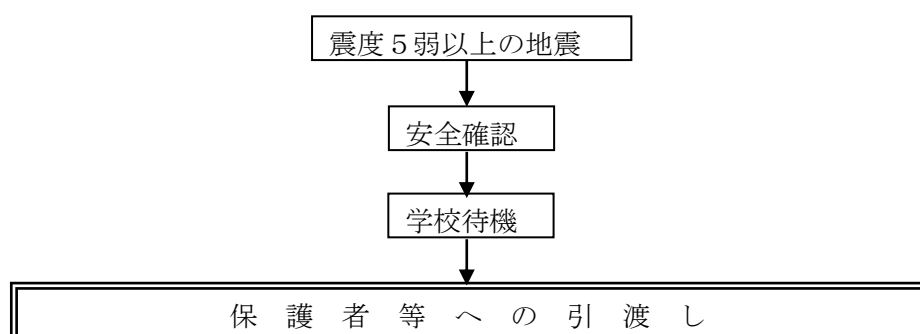 震度５弱以上の地震
安全確認
学校待機
保 護 者 等 へ の 引 渡 し